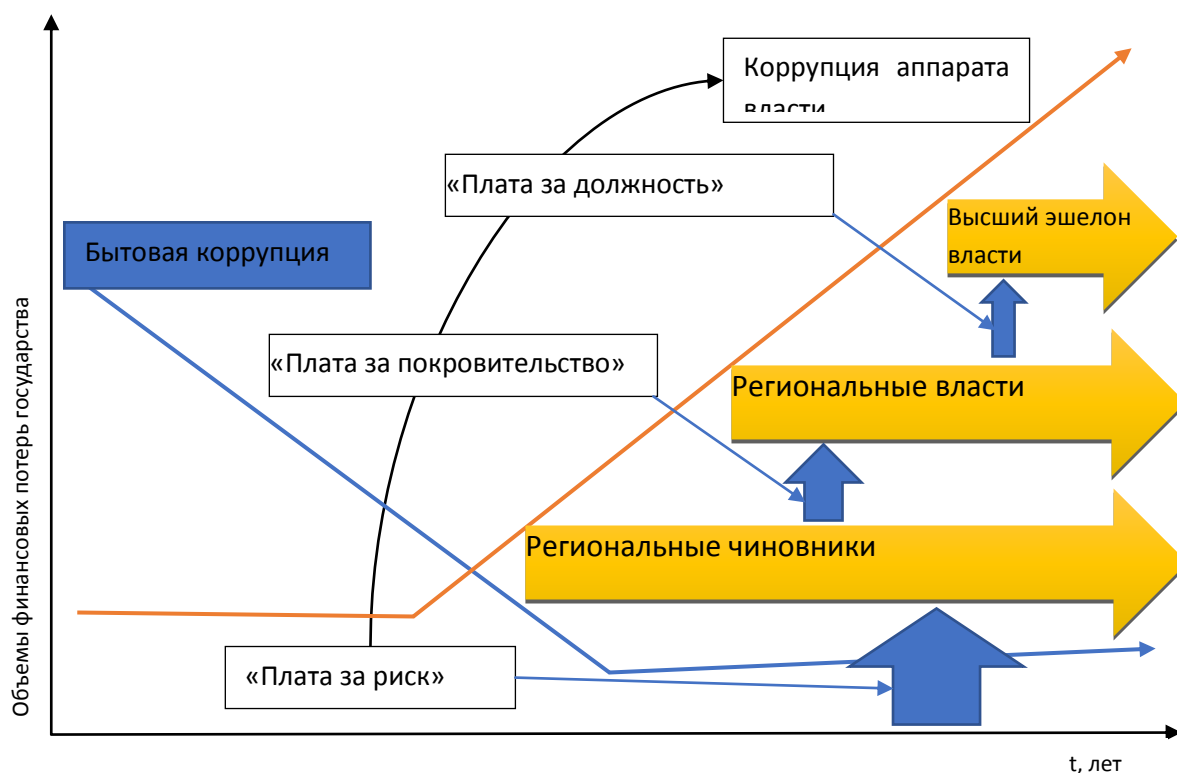 Коррупция аппарата
власти
«Плата за должность»
Высший эшелон
власти
Бытовая коррупция
«Плата за покровительство»
Региональные власти
Региональные чиновники
«Плата за риск»
Объемы финансовых потерь государства
t, лет